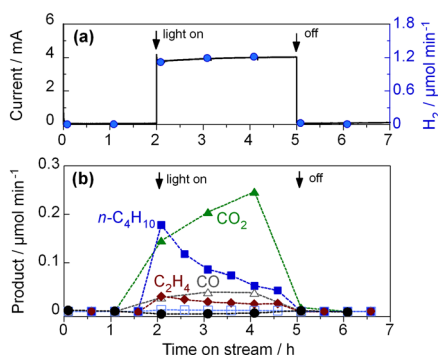 (a)
light on
off
Current / mA
6
4
2
0
H2 / μmol min-1
1.8
1.2
0.6
0
0 1 2 3 4 5 6 7
(b)
light on
off
Product / μmol min-1
0.3
0.2
0.1
0
n-C4H10
CO2
C2H4
CO
0 1 2 3 4 5 6 7
Time on stream / h